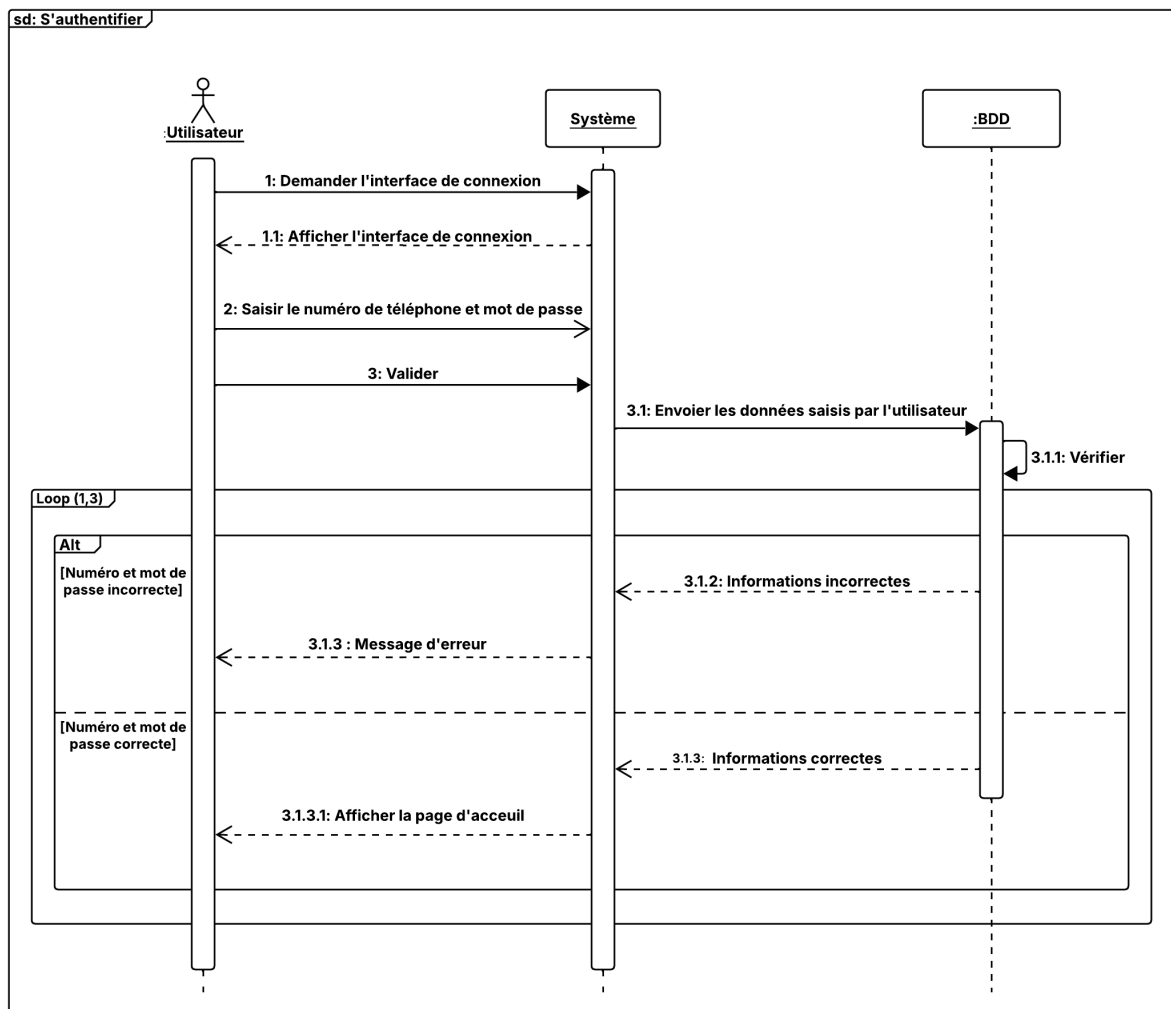 sd: S'authentifier
:Utilisateur
Système
:BDD
1: Demander l'interface de connexion
1.1: Afficher l'interface de connexion
2: Saisir le numéro de téléphone et mot de passe
3: Valider
3.1: Envoier les données saisis par l'utilisateur
3.1.1: Vérifier
Loop (1,3)
Alt
[Numéro et mot de
passe incorrecte]
3.1.2: Informations incorrectes
3.1.3 : Message d'erreur
[Numéro et mot de
passe correcte]
3.1.3: Informations correctes
3.1.3.1: Afficher la page d'acceuil